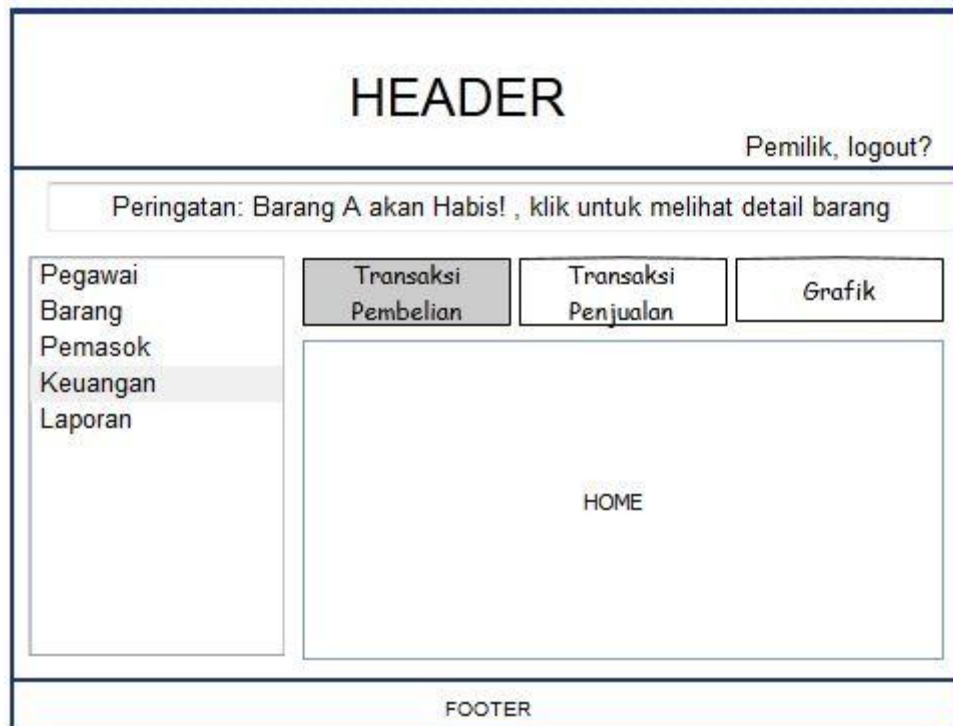 HEADER
Pemilik, logout?
Peringatan: Barang A akan Habis! , klik untuk melihat detail barang
Pegawai
Barang
Pemasok
Keuangan
Laporan
Transaksi
Pembelian
Transaksi
Penjualan
Grafik
HOME
FOOTER